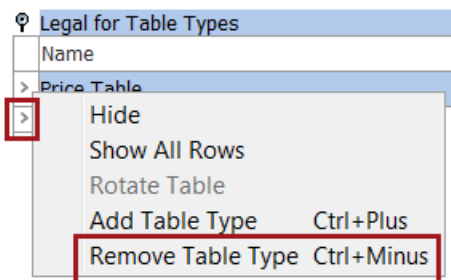 Legal for Table Types
Name
Price Table
Hide
Show All Rows
Rotate Table
Add Table Type Ctrl+Plus
Remove Table Type Ctrl+Minus